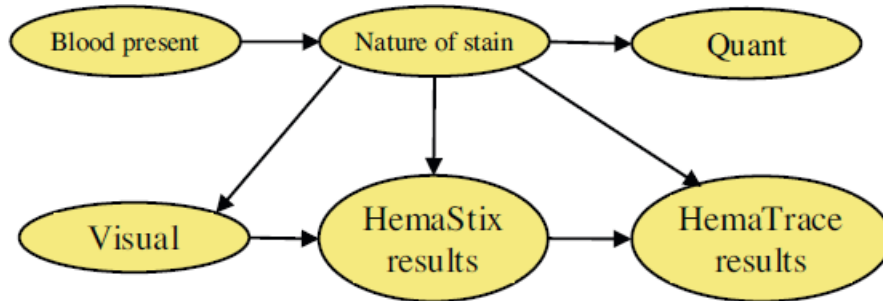 Blood present
Nature of stain
Quant
Visual
HemaStix
results
HemaTrace
results